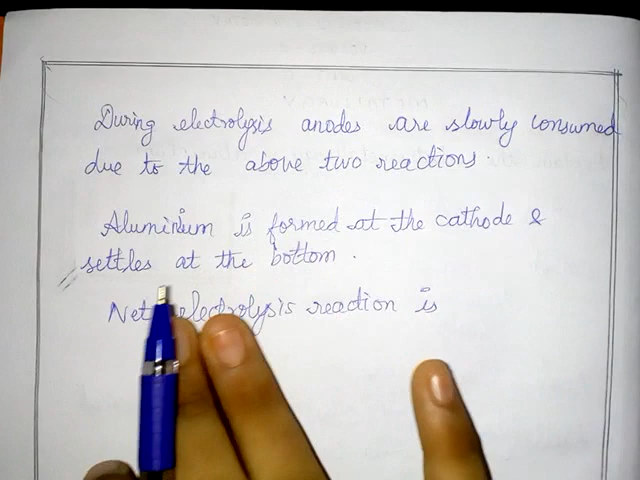 During electrolysis anodes are slowly consumed
due to the above two reactions.
Aluminium is formed at the cathode &
settles at the bottom.
Net electrolysis reaction is